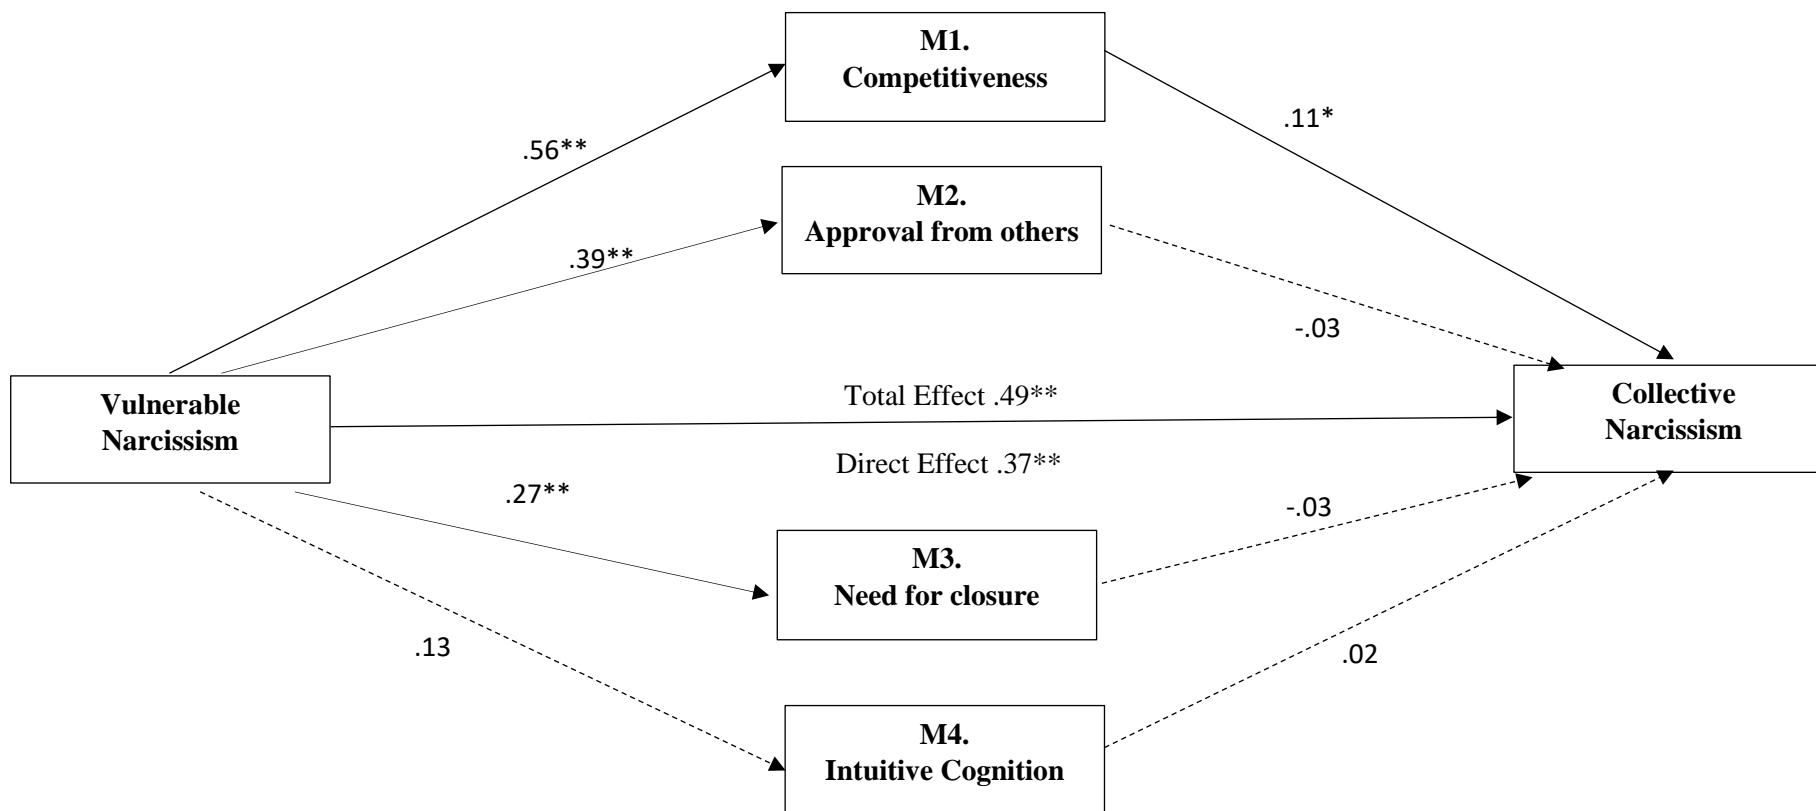 M1.
Competitiveness
.11*
.56**
M2.
Approval from others
.39**
-.03
Vulnerable
Narcissism
Total Effect .49**
Collective
Narcissism
Direct Effect .37**
.27**
-.03
M3.
Need for closure
.13
.02
M4.
Intuitive Cognition